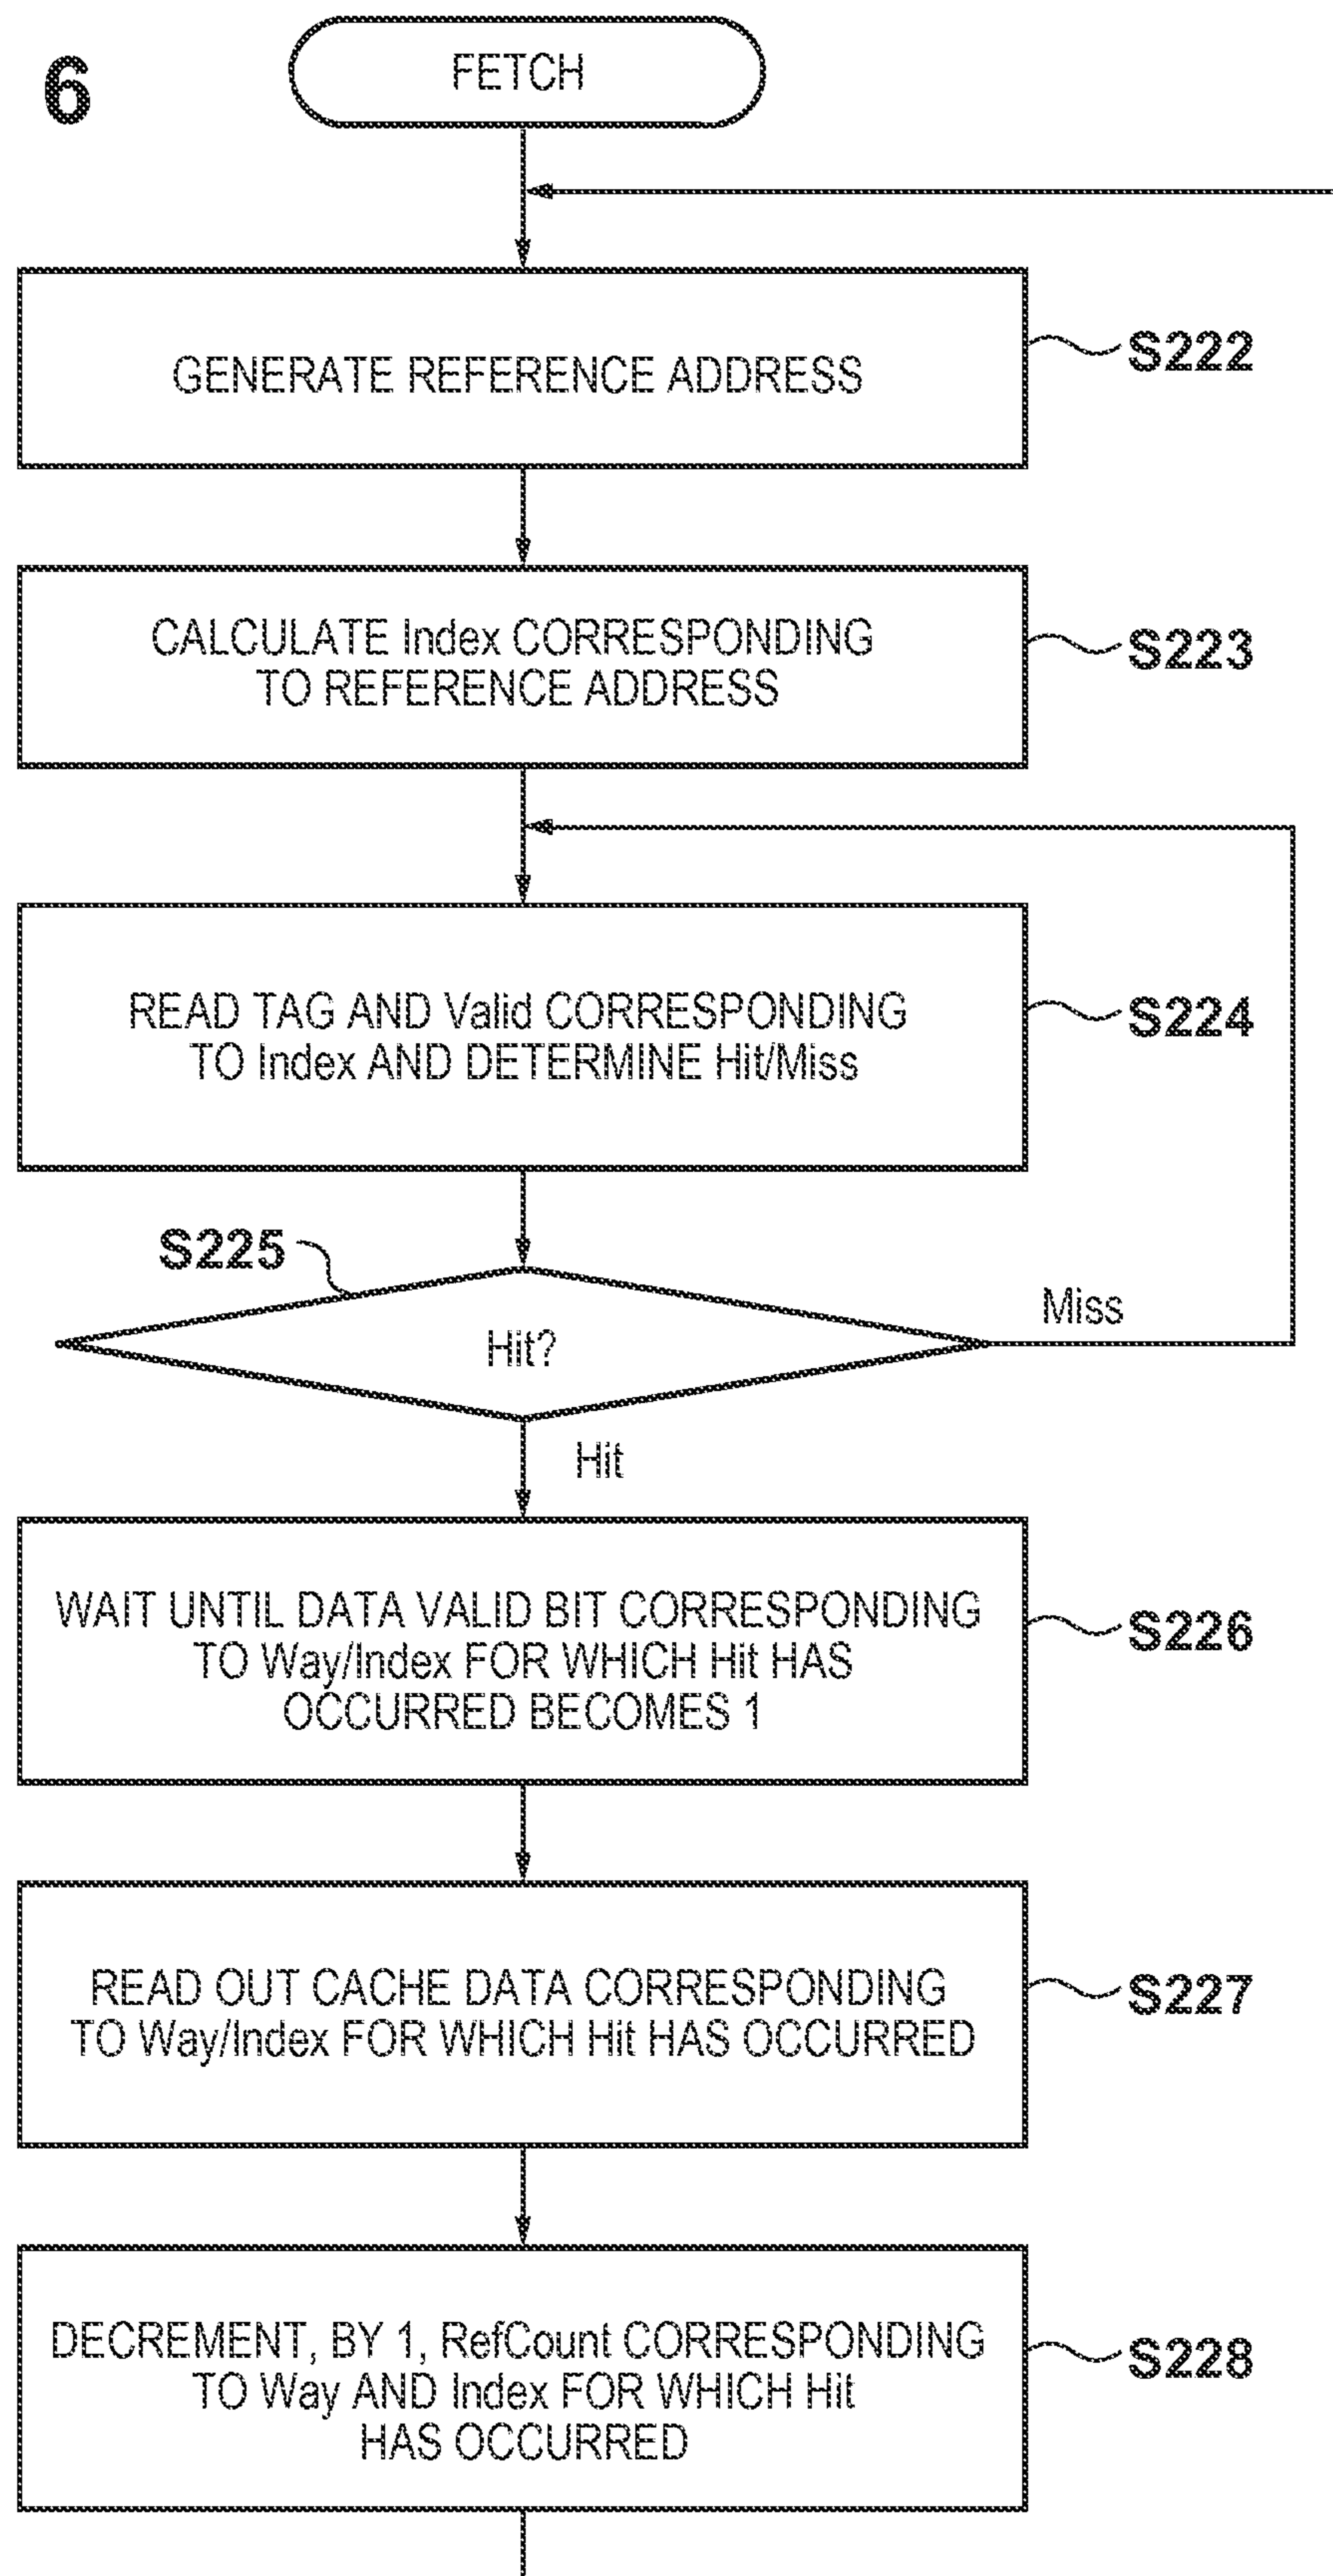 6
FETCH
GENERATE REFERENCE ADDRESS
S222
CALCULATE Index CORRESPONDING
TO REFERENCE ADDRESS
S223
READ TAG AND Valid CORRESPONDING
TO Index AND DETERMINE Hit/Miss
S224
S225
Hit?
Miss
Hit
WAIT UNTIL DATA VALID BIT CORRESPONDING
TO Way/Index FOR WHICH Hit HAS
OCCURRED BECOMES 1
S226
READ OUT CACHE DATA CORRESPONDING
TO Way/Index FOR WHICH Hit HAS OCCURRED
S227
DECREMENT, BY 1, RefCount CORRESPONDING
TO Way AND Index FOR WHICH Hit
HAS OCCURRED
S228